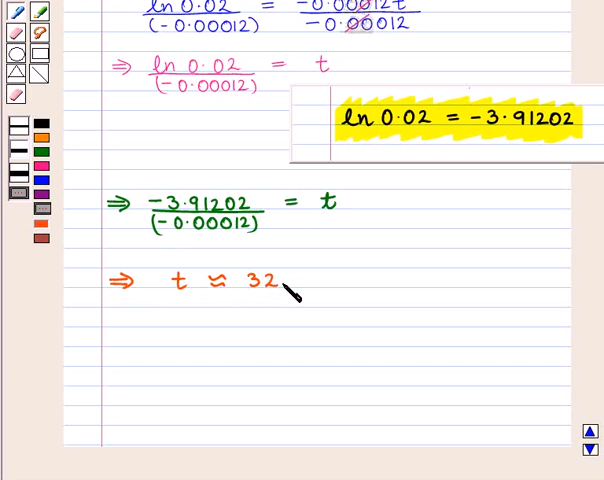 ln 0.02 / (-0.00012) = -0.00012t / -0.00012
⇒ ln 0.02 / (-0.00012) = t
ln 0.02 = -3.91202
⇒ -3.91202 / (-0.00012) = t
⇒ t ≈ 32